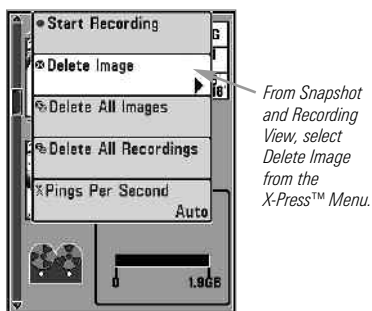 Start Recording
Delete Image
Delete All Images
Delete All Recordings
Pings Per Second
Auto
0
1.9GB
From Snapshot
and Recording
View, select
Delete Image
from the
X-Press™ Menu.